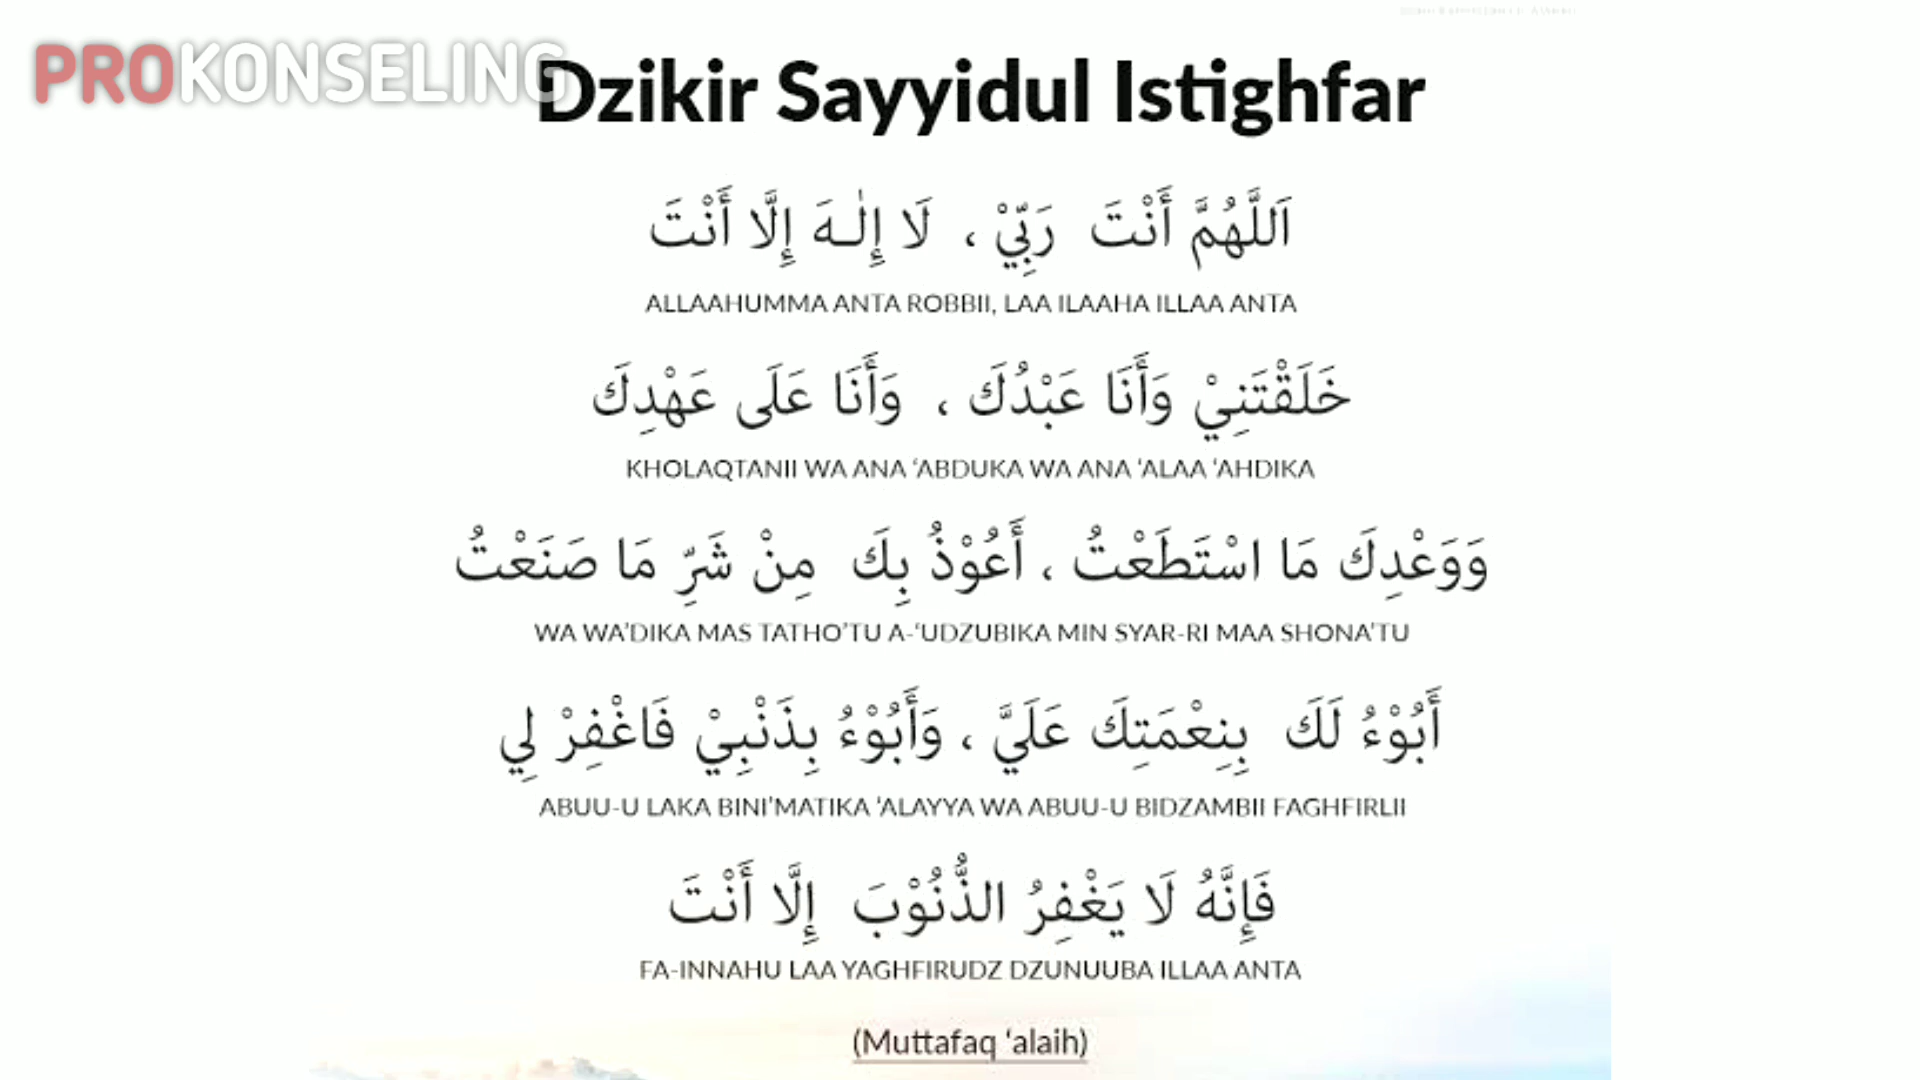 PROKONSELING
Dzikir Sayyidul Istighfar
اَللَّهُمَّ أَنْتَ رَبِّيْ ، لَا إِلٰـهَ إِلَّا أَنْتَ
ALLAAHUMMA ANTA ROBBII, LAA ILAAHA ILLAA ANTA
خَلَقْتَنِيْ وَأَنَا عَبْدُكَ ، وَأَنَا عَلَى عَهْدِكَ
KHOLAQTANII WA ANA ‘ABDUKA WA ANA ‘ALAA ‘AHDIKA
وَوَعْدِكَ مَا اسْتَطَعْتُ ، أَعُوْذُ بِكَ مِنْ شَرِّ مَا صَنَعْتُ
WA WA’DIKA MAS TATHO’TU A-‘UDZUBIKA MIN SYAR-RI MAA SHONA’TU
أَبُوْءُ لَكَ بِنِعْمَتِكَ عَلَيَّ ، وَأَبُوْءُ بِذَنْبِيْ فَاغْفِرْ لِي
ABUU-U LAKA BINI’MATIKA ‘ALAYYA WA ABUU-U BIDZAMBII FAGHFIRLII
فَإِنَّهُ لَا يَغْفِرُ الذُّنُوْبَ إِلَّا أَنْتَ
FA-INNAHU LAA YAGHFIRUDZ DZUNUUBA ILLAA ANTA
(Muttafaq ‘alaih)